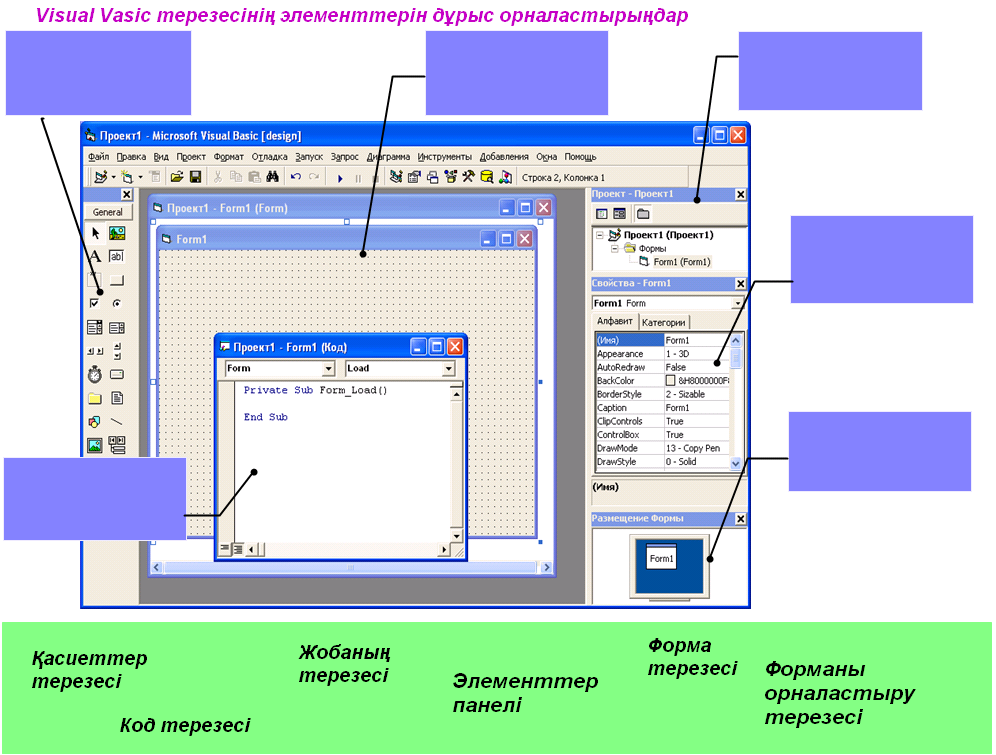 Visual Vasic терезесінің элементтерін дұрыс орналастырыңдар
Проект1 - Microsoft Visual Basic [design]
Файл Правка Вид Проект Формат Отладка Запуск Запрос Диаграмма Инструменты Добавления Окна Помощь
Строка 2, Колонка 1
General
Проект1 - Form1 (Form)
Form1
Проект1 - Form1 (Код)
Form Load
Private Sub Form_Load()
End Sub
Проект - Проект1
Проект1 (Проект1)
Формы
Form1 (Form1)
Свойства - Form1
Form1 Form
Алфавит Категории
(Имя) Form1
Appearance 1 - 3D
AutoRedraw False
BackColor &H8000000F&
BorderStyle 2 - Sizable
Caption Form1
ClipControls True
ControlBox True
DrawMode 13 - Copy Pen
DrawStyle 0 - Solid
(Имя)
Размещение Формы
Form1
Қасиеттер
терезесі
Код терезесі
Жобаның
терезесі
Элементтер
панелі
Форма
терезесі
Форманы
орналастыру
терезесі